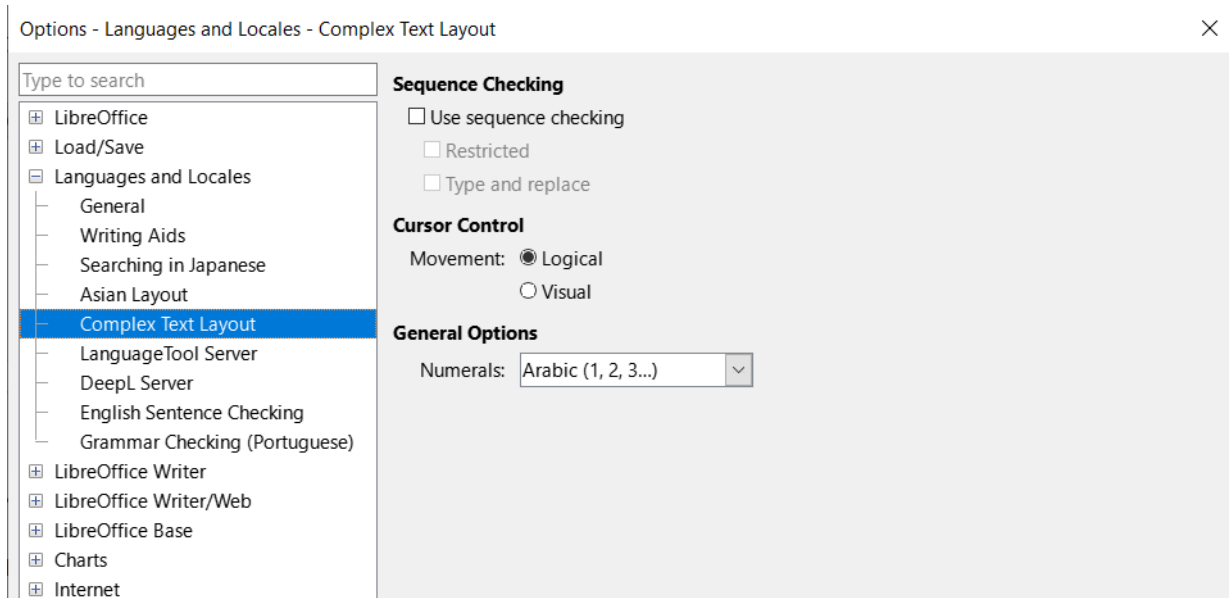 Options - Languages and Locales - Complex Text Layout
Type to search
LibreOffice
Load/Save
Languages and Locales
General
Writing Aids
Searching in Japanese
Asian Layout
Complex Text Layout
LanguageTool Server
DeepL Server
English Sentence Checking
Grammar Checking (Portuguese)
LibreOffice Writer
LibreOffice Writer/Web
LibreOffice Base
Charts
Internet
Sequence Checking
Use sequence checking
Restricted
Type and replace
Cursor Control
Movement: Logical
Visual
General Options
Numerals: Arabic (1, 2, 3...)